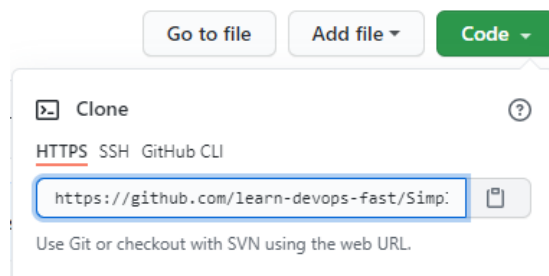 Go to file Add file Code
Clone
HTTPS SSH GitHub CLI
https://github.com/learn-devops-fast/Simp
Use Git or checkout with SVN using the web URL.